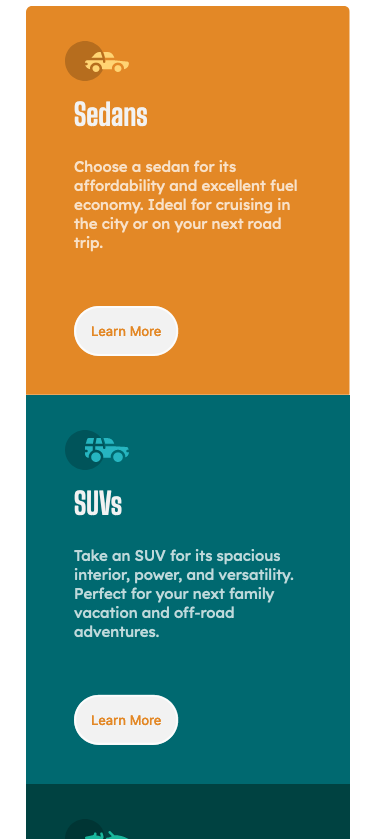 Sedans
Choose a sedan for its
affordability and excellent fuel
economy. Ideal for cruising in
the city or on your next road
trip.
Learn More
SUVs
Take an SUV for its spacious
interior, power, and versatility.
Perfect for your next family
vacation and off-road
adventures.
Learn More